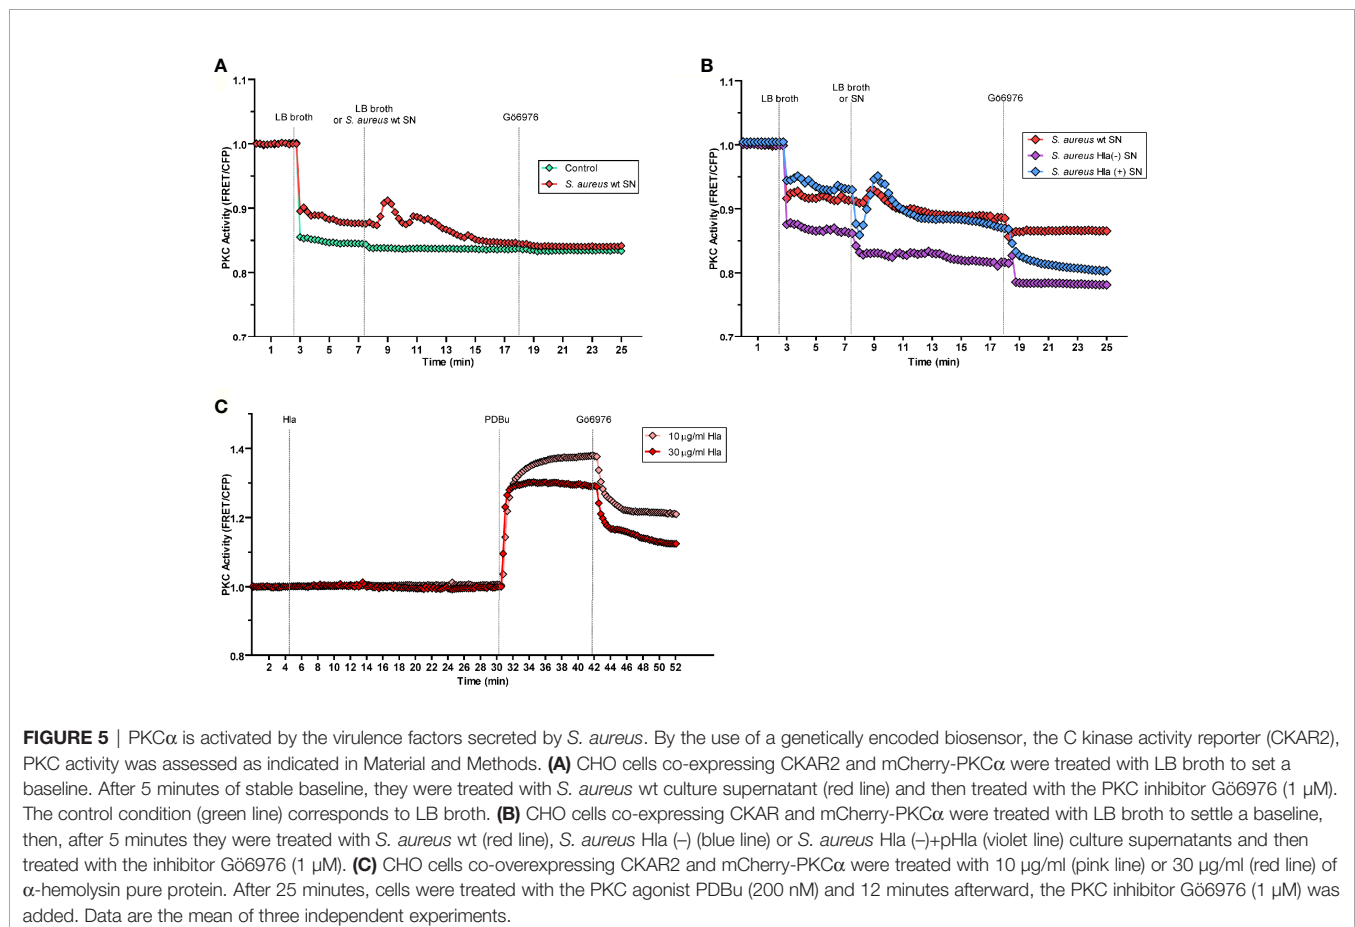 A
1.1
1.0
0.9
0.8
0.7
PKC Activity (FRET/CFP)
LB broth
LB broth
or S. aureus wt SN
Gö6976
Control
S. aureus wt SN
1 3 5 7 9 11 13 15 17 19 21 23 25
Time (min)
B
1.1
1.0
0.9
0.8
0.7
PKC Activity (FRET/CFP)
LB broth
LB broth
or SN
Gö6976
S. aureus wt SN
S. aureus Hla(-) SN
S. aureus Hla (+) SN
1 3 5 7 9 11 13 15 17 19 21 23 25
Time (min)
C
1.4
1.2
1.0
0.8
PKC Activity (FRET/CFP)
Hla
PDBu
Gö6976
10 µg/ml Hla
30 µg/ml Hla
2 4 6 8 10 12 14 16 18 20 22 24 26 28 30 32 34 36 38 40 42 44 46 48 50 52
Time (min)
FIGURE 5 | PKCα is activated by the virulence factors secreted by S. aureus. By the use of a genetically encoded biosensor, the C kinase activity reporter (CKAR2),
PKC activity was assessed as indicated in Material and Methods. (A) CHO cells co-expressing CKAR2 and mCherry-PKCα were treated with LB broth to set a
baseline. After 5 minutes of stable baseline, they were treated with S. aureus wt culture supernatant (red line) and then treated with the PKC inhibitor Gö6976 (1 µM).
The control condition (green line) corresponds to LB broth. (B) CHO cells co-expressing CKAR and mCherry-PKCα were treated with LB broth to settle a baseline,
then, after 5 minutes they were treated with S. aureus wt (red line), S. aureus Hla (–) (blue line) or S. aureus Hla (–)+pHla (violet line) culture supernatants and then
treated with the inhibitor Gö6976 (1 µM). (C) CHO cells co-overexpressing CKAR2 and mCherry-PKCα were treated with 10 µg/ml (pink line) or 30 µg/ml (red line) of
α-hemolysin pure protein. After 25 minutes, cells were treated with the PKC agonist PDBu (200 nM) and 12 minutes afterward, the PKC inhibitor Gö6976 (1 µM) was
added. Data are the mean of three independent experiments.